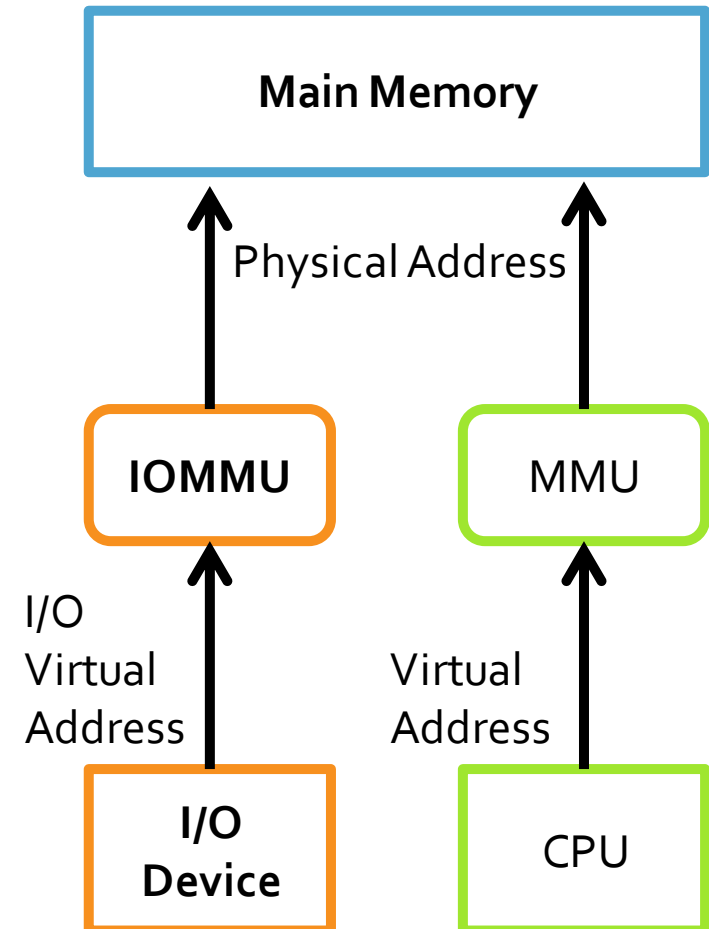 Main Memory
Physical Address
IOMMU
MMU
I/O
Virtual
Address
Virtual
Address
I/O
Device
CPU